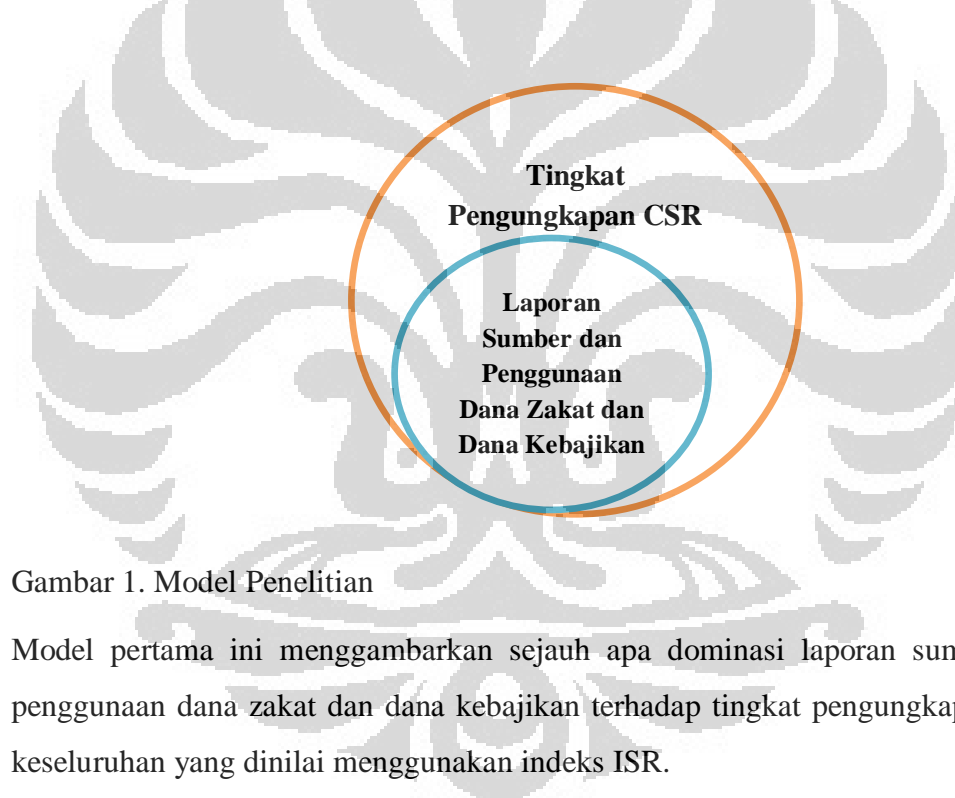 Tingkat
Pengungkapan CSR
Laporan
Sumber dan
Penggunaan
Dana Zakat dan
Dana Kebajikan
Gambar 1. Model Penelitian
Model pertama ini menggambarkan sejauh apa dominasi laporan
penggunaan dana zakat dan dana kebajikan terhadap tingkat
keseluruhan yang dinilai menggunakan indeks ISR.